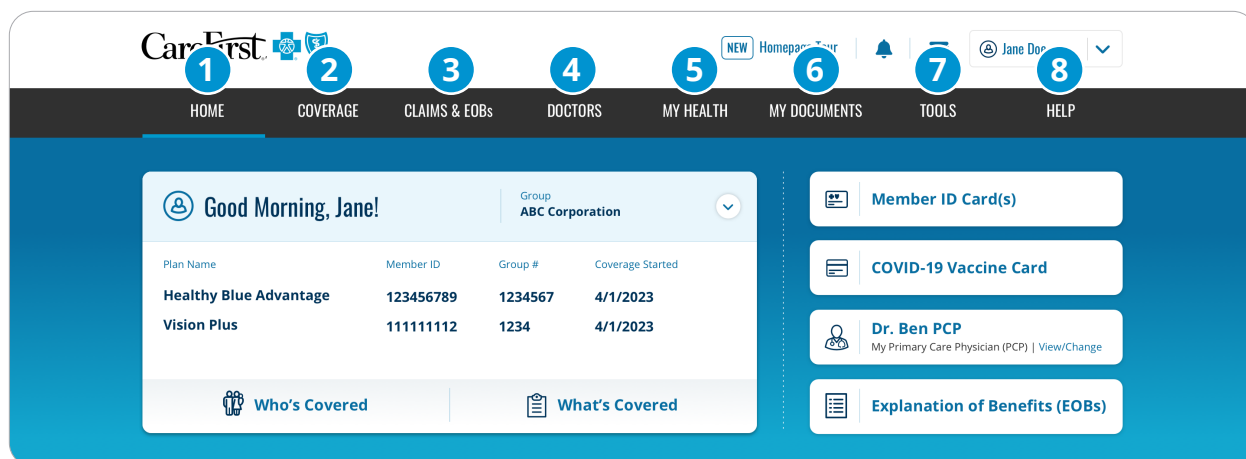 CareFirst
NEW Homepage Tour
Jane Doe
1 2 3 4 5 6 7 8
HOME COVERAGE CLAIMS & EOBs DOCTORS MY HEALTH MY DOCUMENTS TOOLS HELP
Good Morning, Jane!
Group
ABC Corporation
Plan Name Member ID Group # Coverage Started
Healthy Blue Advantage 123456789 1234567 4/1/2023
Vision Plus 111111112 1234 4/1/2023
Who's Covered What's Covered
Member ID Card(s)
COVID-19 Vaccine Card
Dr. Ben PCP
My Primary Care Physician (PCP) | View/Change
Explanation of Benefits (EOBs)